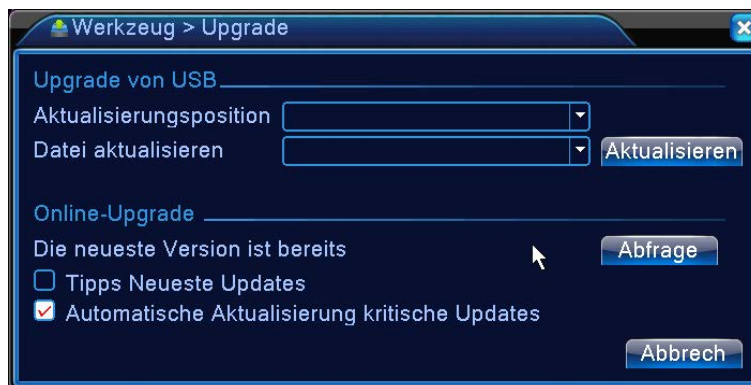 Werkzeug > Upgrade
Upgrade von USB
Aktualisierungsposition
Datei aktualisieren
Aktualisieren
Online-Upgrade
Die neueste Version ist bereits
Abfrage
Tipps Neueste Updates
Automatische Aktualisierung kritische Updates
Abbrech